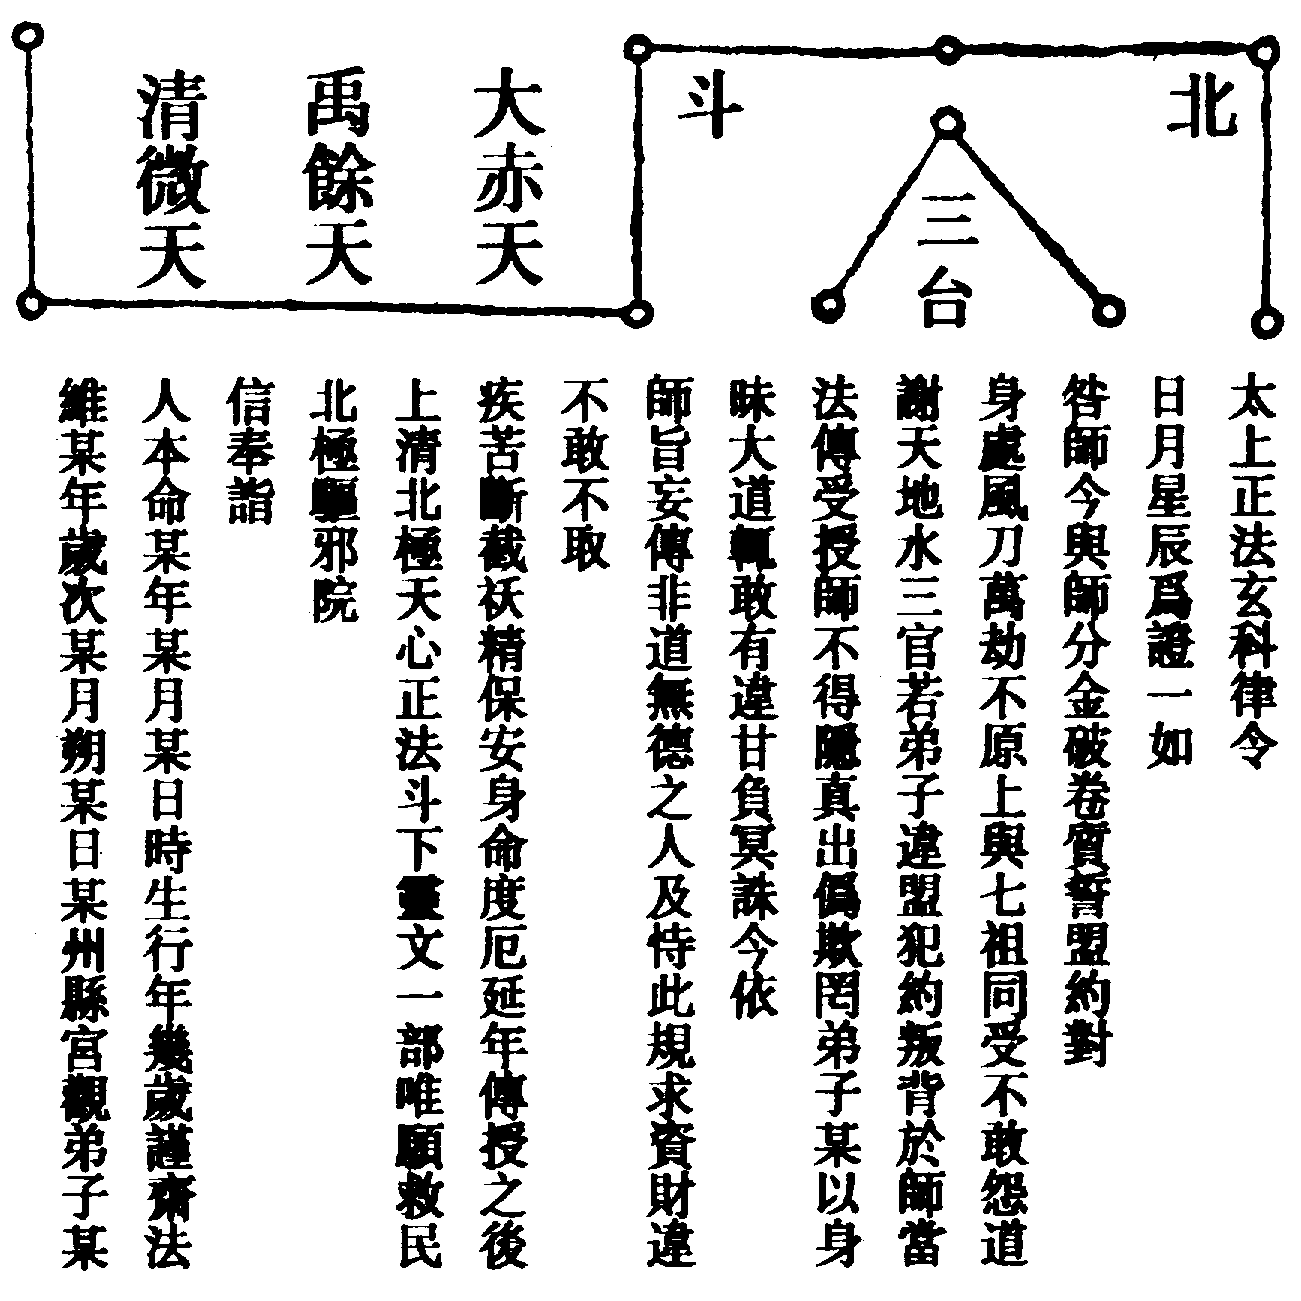 清微天
禹餘天
大赤天
北斗
三台
維某年歲次某月朔某日某州縣宮觀弟子某
人本命某年某月某日時生行年幾歲謹齋法
信奉詣
北極驅邪院
上清北極天心正法斗下靈文一部唯願救民
疾苦斷截祅精保安身命度厄延年傳授之後
不敢不取
師旨妄傳非道無德之人及恃此規求資財違
昧大道輒敢有違甘負冥誅今依
法傳受授師不得隱真出僞欺罔弟子某以身
謝天地水三官若弟子違盟犯約叛背於師當
身處風刀萬劫不原上與七祖同受不敢怨道
咎師今與師分金破卷質誓盟約對
日月星辰爲證一如
太上正法玄科律令